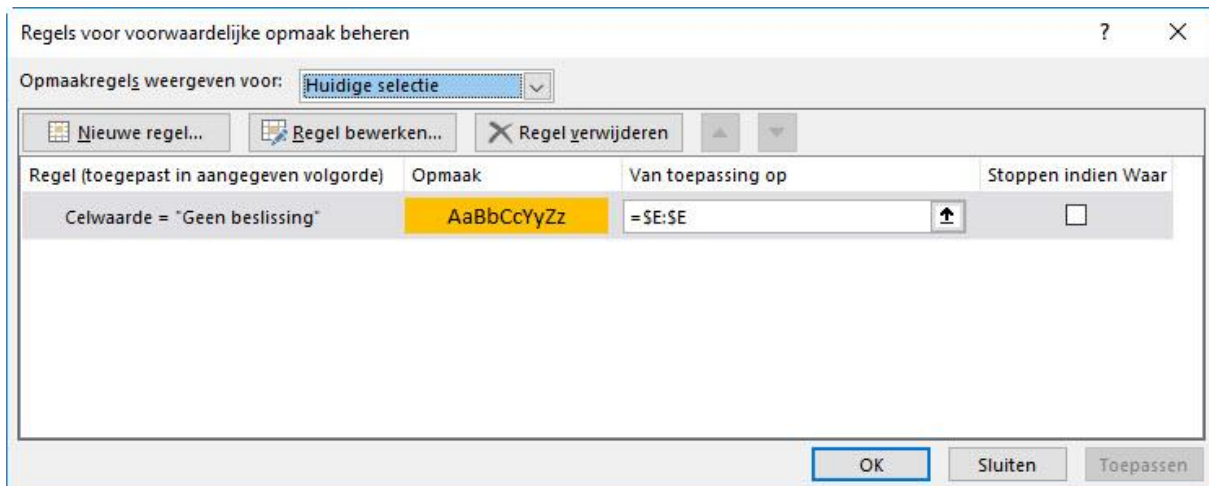 Regels voor voorwaardelijke opmaak beheren ?
Opmaakregels weergeven voor: Huidige selectie
Nieuwe regel... Regel bewerken... Regel verwijderen
Regel (toegepast in aangegeven volgorde) Opmaak Van toepassing op Stoppen indien Waar
Celwaarde = "Geen beslissing" AaBbCcYyZz =$E:$E
OK Sluiten Toepassen